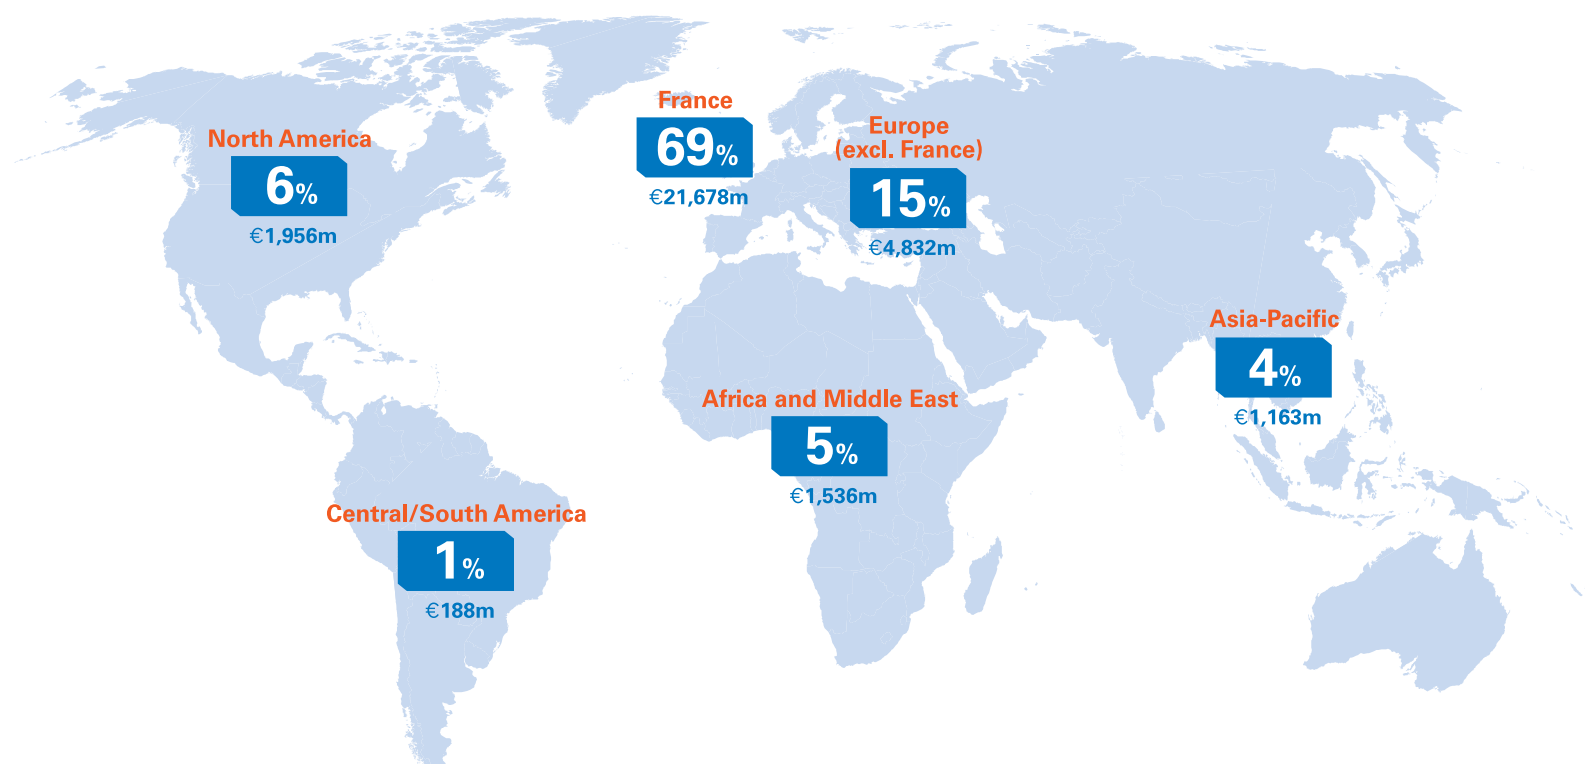 France
69%
€21,678m
Europe
(excl. France)
15%
€4,832m
North America
6%
€1,956m
Asia-Pacific
4%
€1,163m
Africa and Middle East
5%
€1,536m
Central/South America
1%
€188m